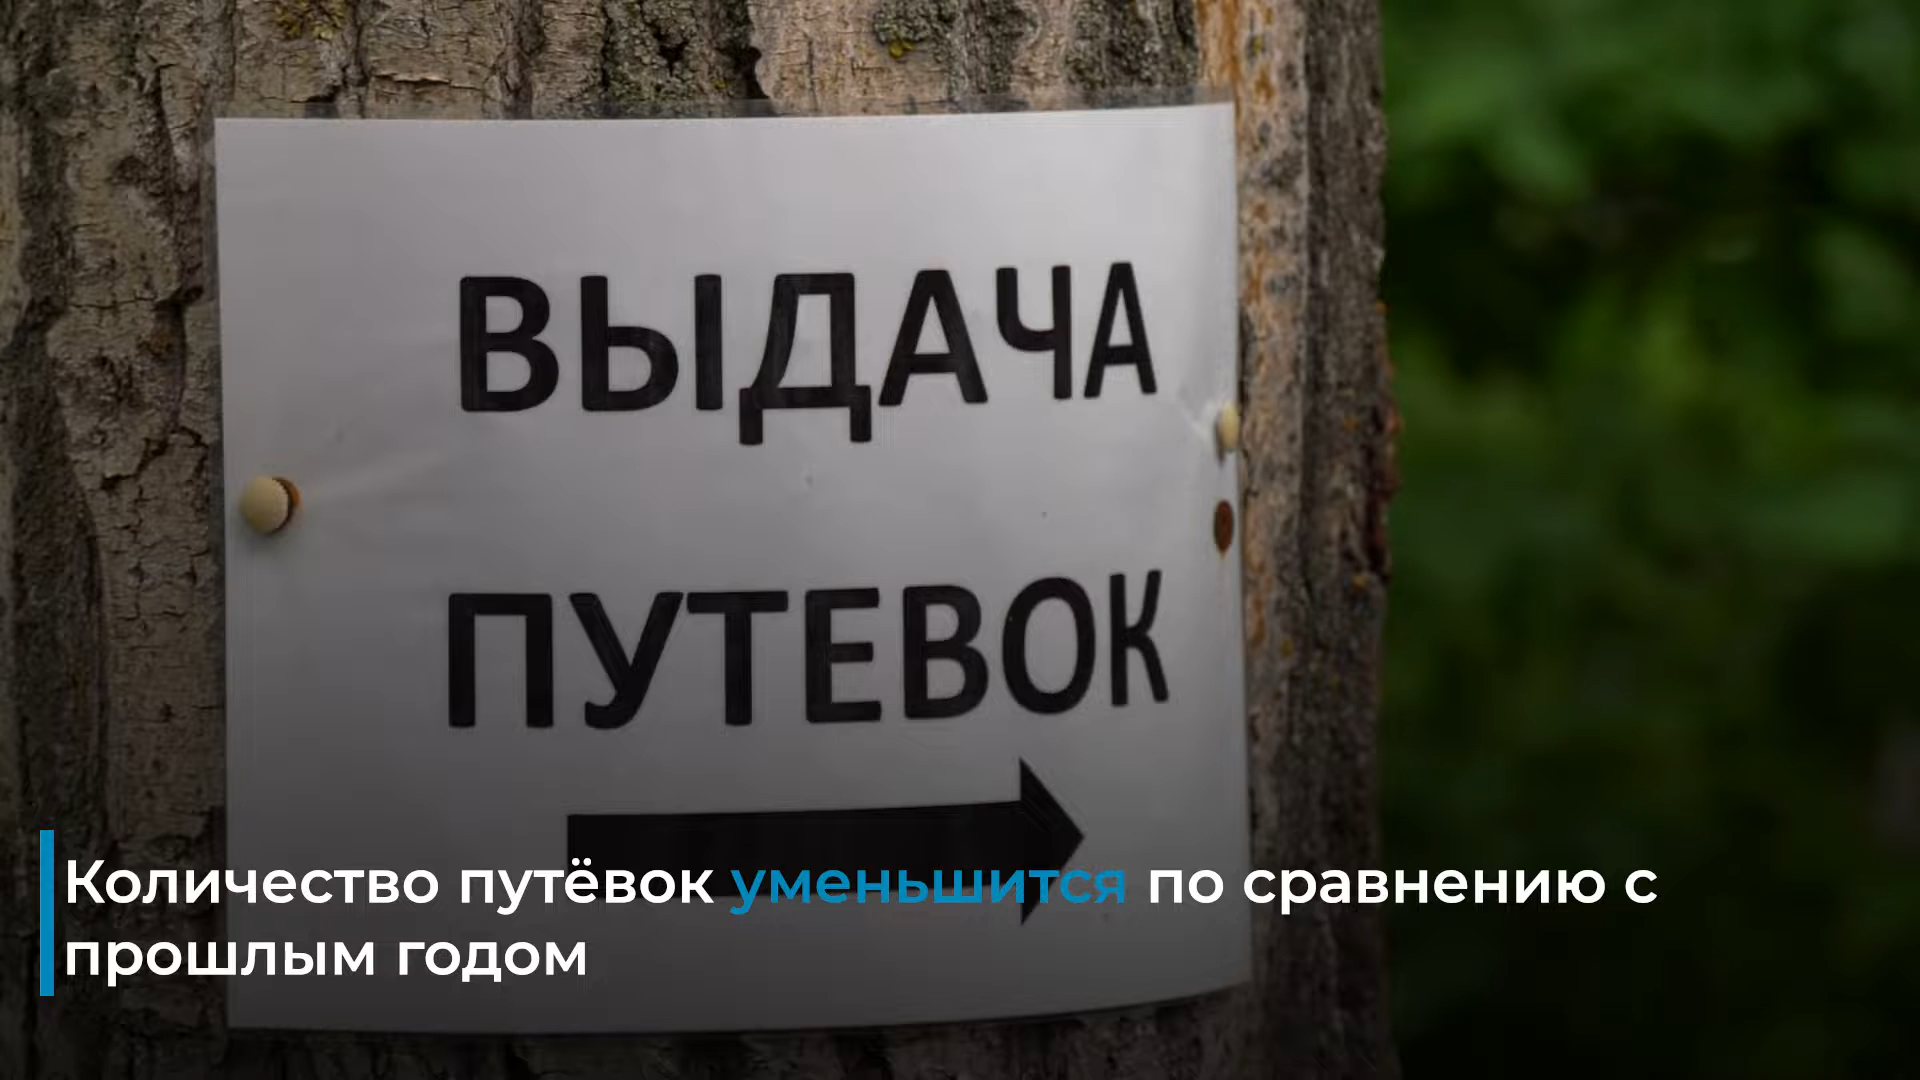 ВЫДАЧА
ПУТЕВОК
Количество путёвок уменьшится по сравнению с
прошлым годом